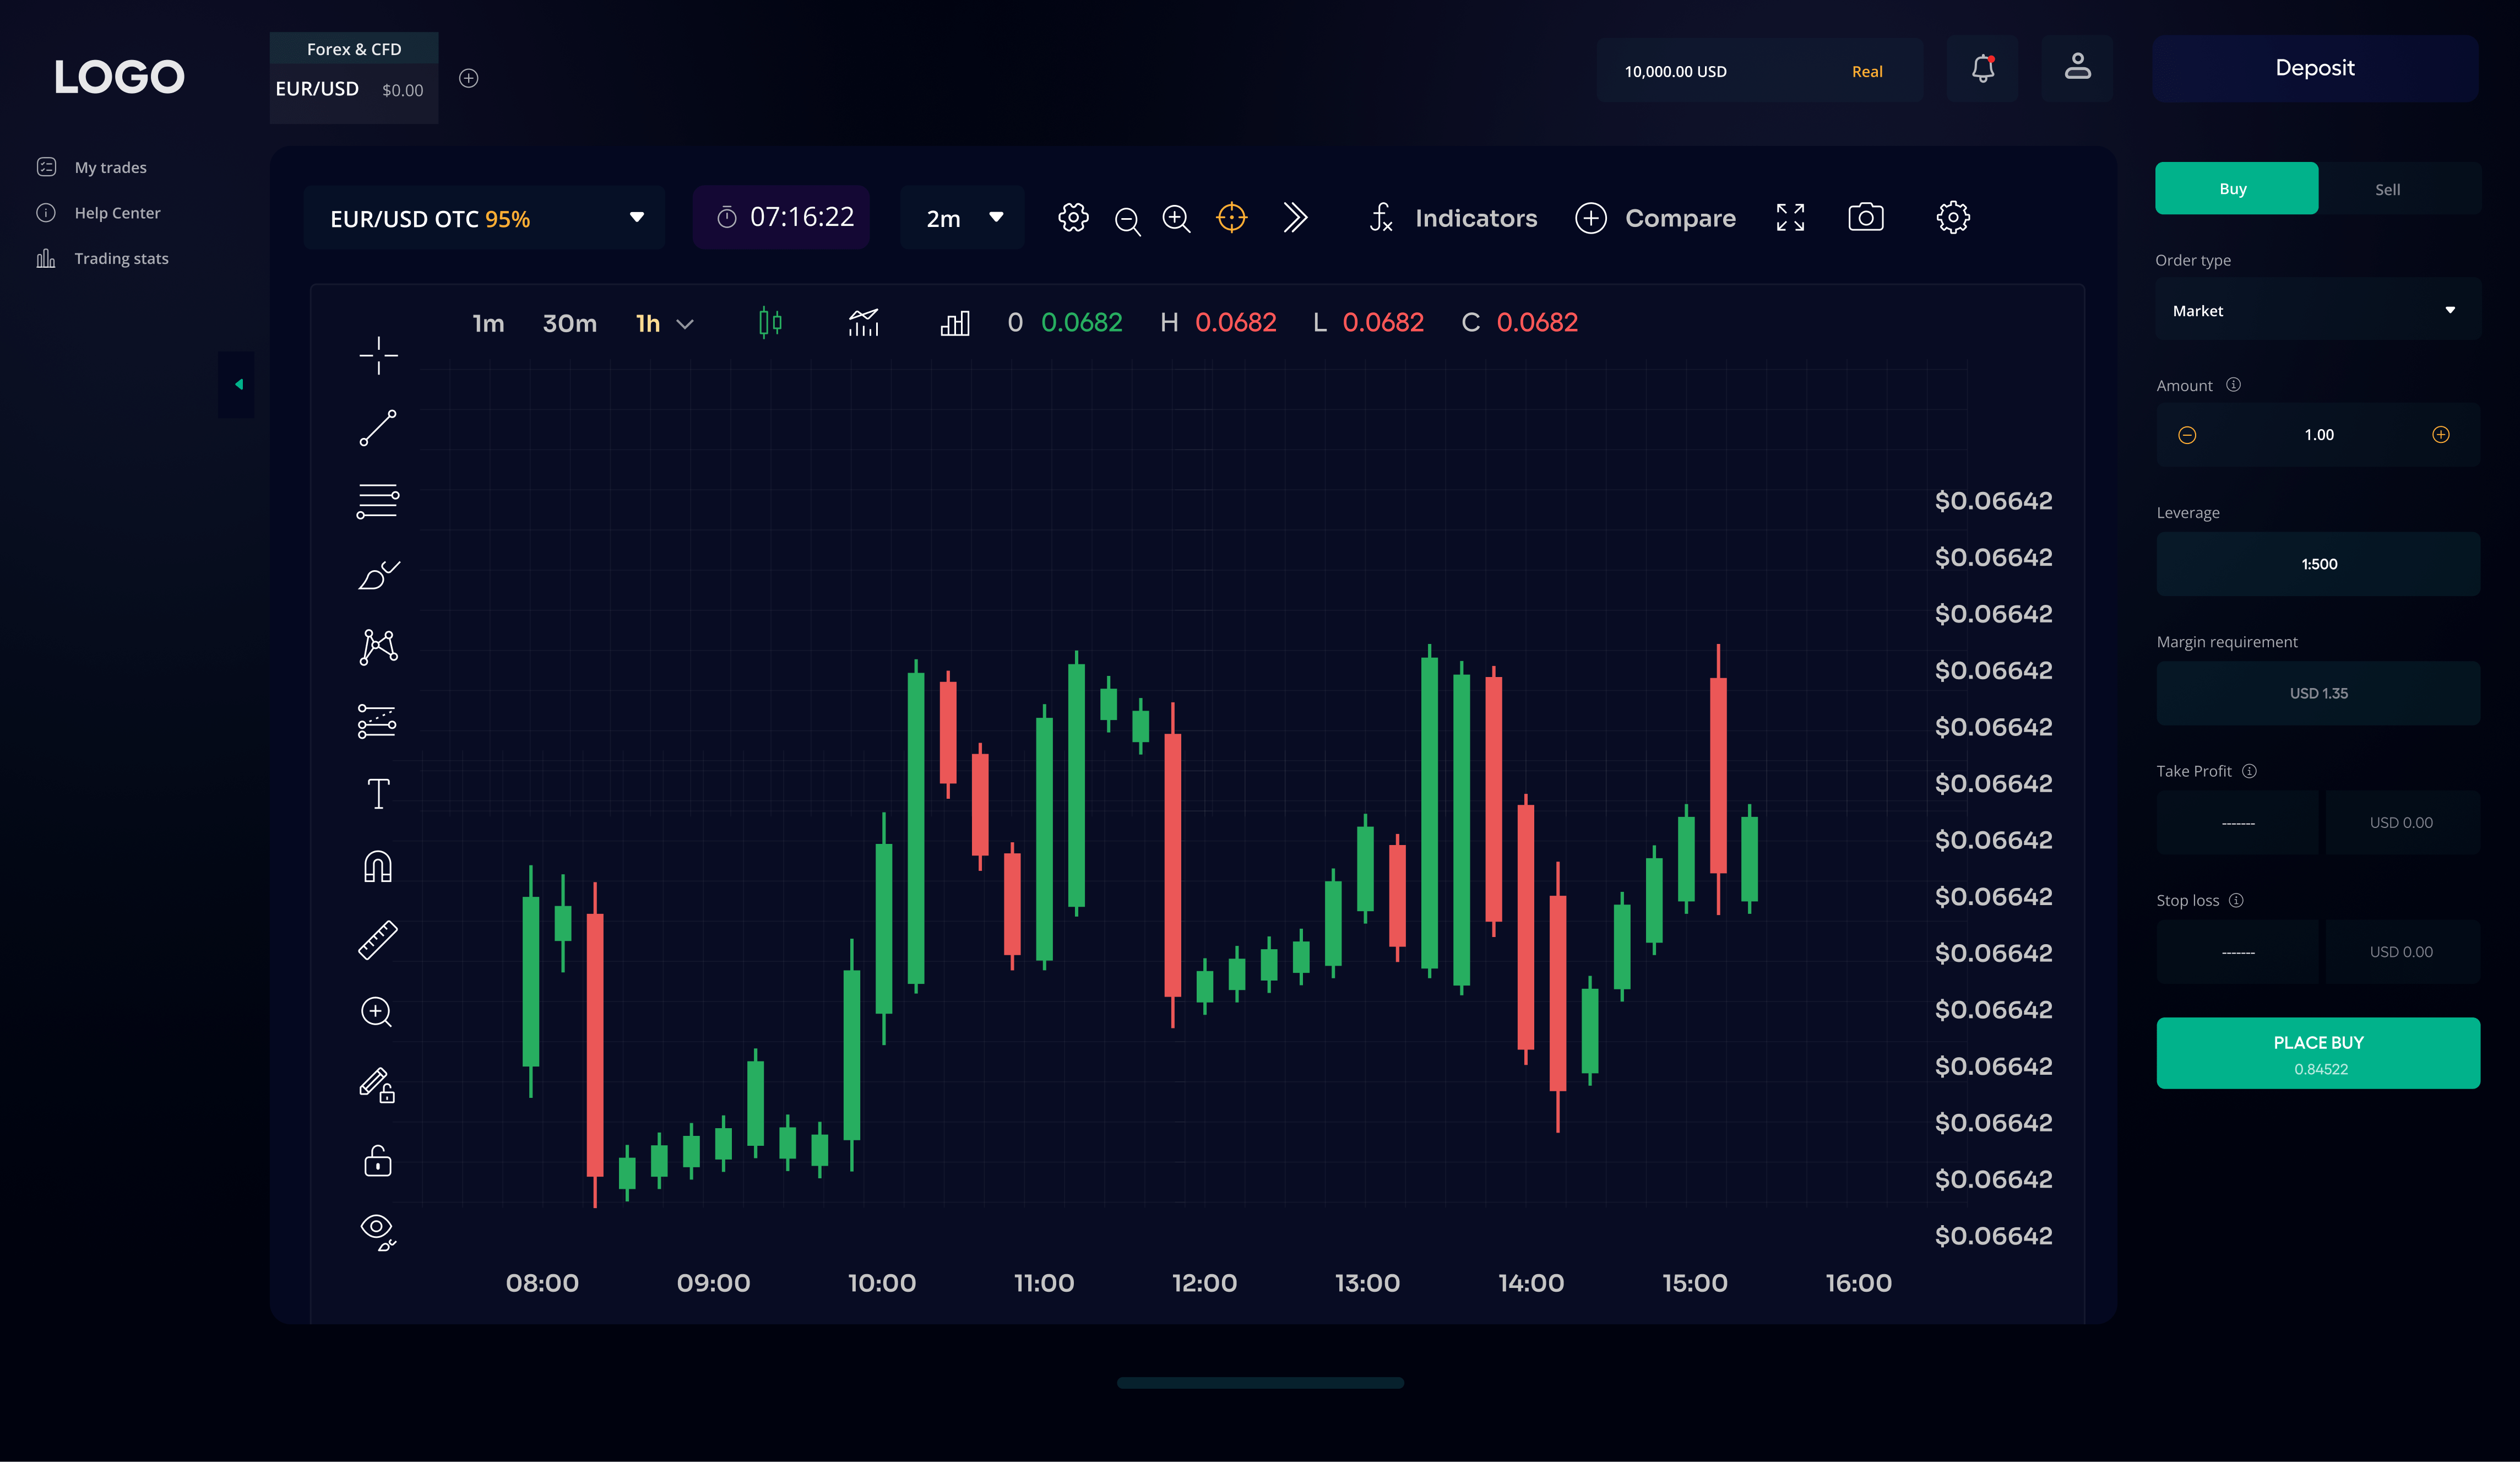 LOGO
Forex & CFD
EUR/USD $0.00
10,000.00 USD Real
Deposit
My trades
Help Center
Trading stats
EUR/USD OTC 95%
07:16:22
2m
Indicators
Compare
1m 30m 1h
0 0.0682 H 0.0682 L 0.0682 C 0.0682
$0.06642
$0.06642
$0.06642
$0.06642
$0.06642
$0.06642
$0.06642
$0.06642
$0.06642
$0.06642
$0.06642
$0.06642
$0.06642
$0.06642
08:00 09:00 10:00 11:00 12:00 13:00 14:00 15:00 16:00
Buy Sell
Order type
Market
Amount
1.00
Leverage
1:500
Margin requirement
USD 1.35
Take Profit
------- USD 0.00
Stop loss
------- USD 0.00
PLACE BUY
0.84522